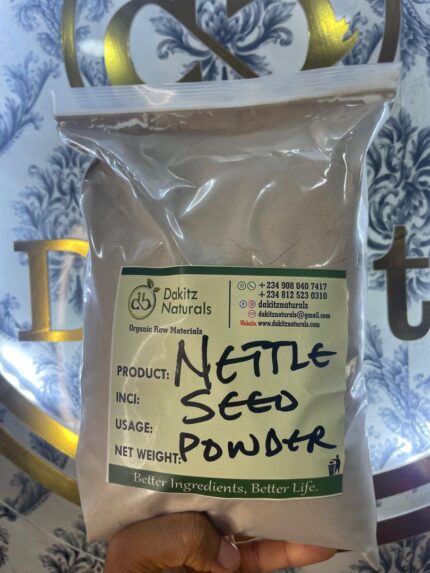 D
t
db
Dakitz
Naturals
Organic Raw Materials
+ 234 908 040 7417
+ 234 812 523 0310
dakitznaturals
dakitznaturals@gmail.com
Website. www.dakitznaturals.com
PRODUCT: NETTLE
INCI: SEED
USAGE:
NET WEIGHT: POWDER
Better Ingredients, Better Life.